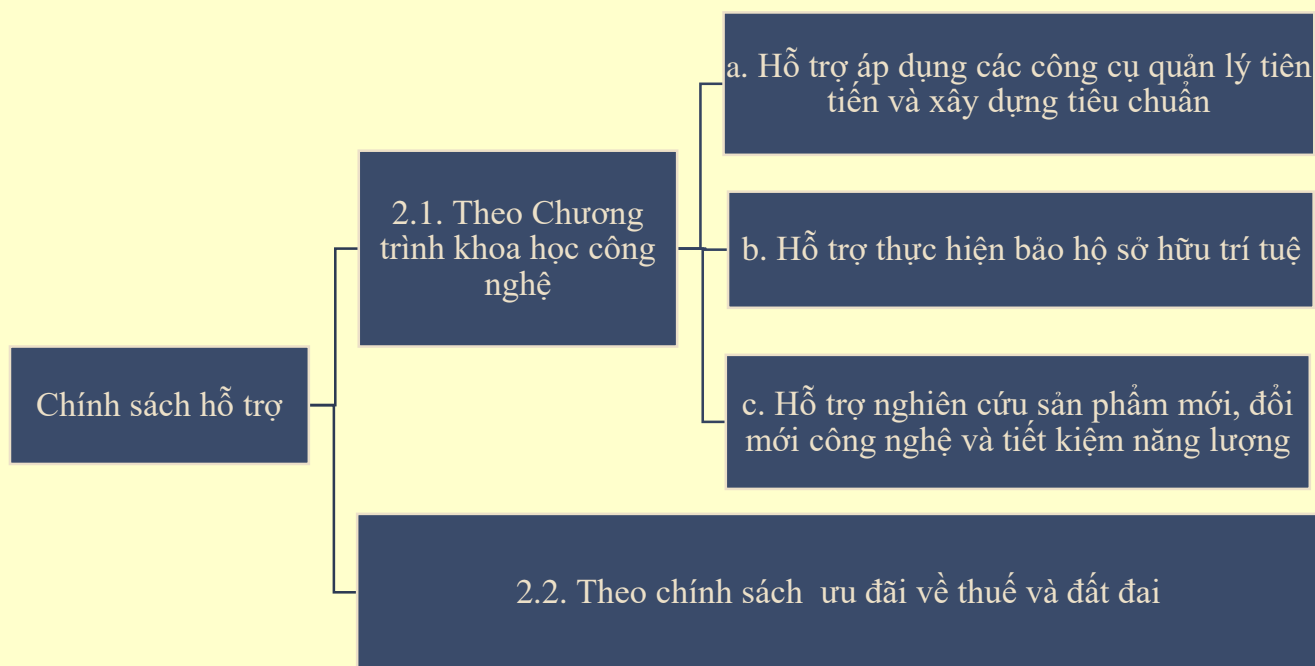 a. Hỗ trợ áp dụng các công cụ quản lý tiên
tiến và xây dựng tiêu chuẩn
2.1. Theo Chương
trình khoa học công
nghệ
b. Hỗ trợ thực hiện bảo hộ sở hữu trí tuệ
Chính sách hỗ trợ
c. Hỗ trợ nghiên cứu sản phẩm mới, đổi
mới công nghệ và tiết kiệm năng lượng
2.2. Theo chính sách  ưu đãi về thuế và đất đai